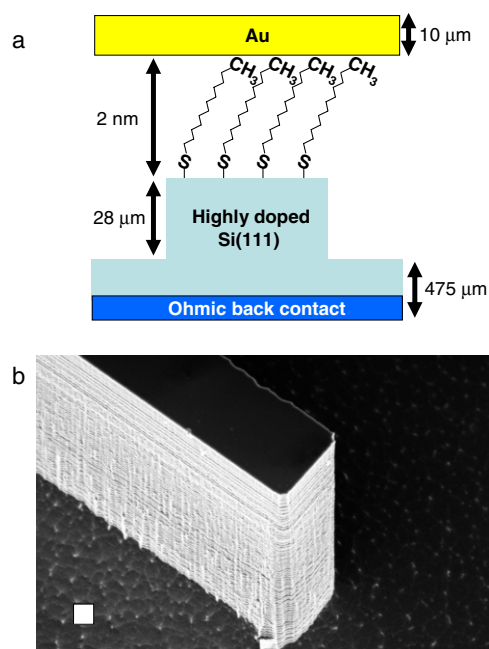 a
Au
10 μm
CH3 CH3 CH3 CH3
2 nm
S S S S
28 μm
Highly doped
Si(111)
475 μm
Ohmic back contact
b